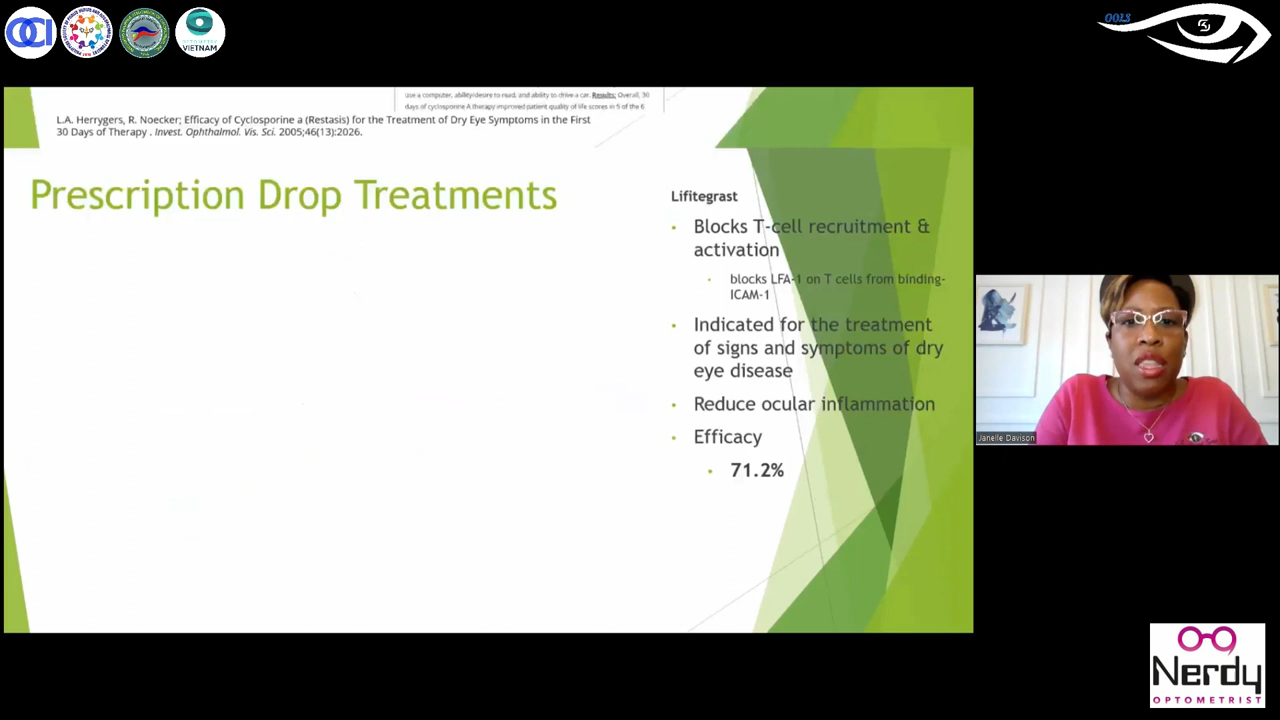 OCI
VIETNAM
OOLS
use a computer, ability/desire to read, and ability to drive a car. Results: Overall, 30
days of cyclosporine A therapy improved patient quality of life scores in 5 of the 6
L.A. Herrygers, R. Noecker; Efficacy of Cyclosporine a (Restasis) for the Treatment of Dry Eye Symptoms in the First
30 Days of Therapy . Invest. Ophthalmol. Vis. Sci. 2005;46(13):2026.
Prescription Drop Treatments
Lifitegrast
• Blocks T-cell recruitment &
activation
• blocks LFA-1 on T cells from binding-
ICAM-1
• Indicated for the treatment
of signs and symptoms of dry
eye disease
• Reduce ocular inflammation
• Efficacy
• 71.2%
Janelle Davison
Nerdy
OPTOMETRIST